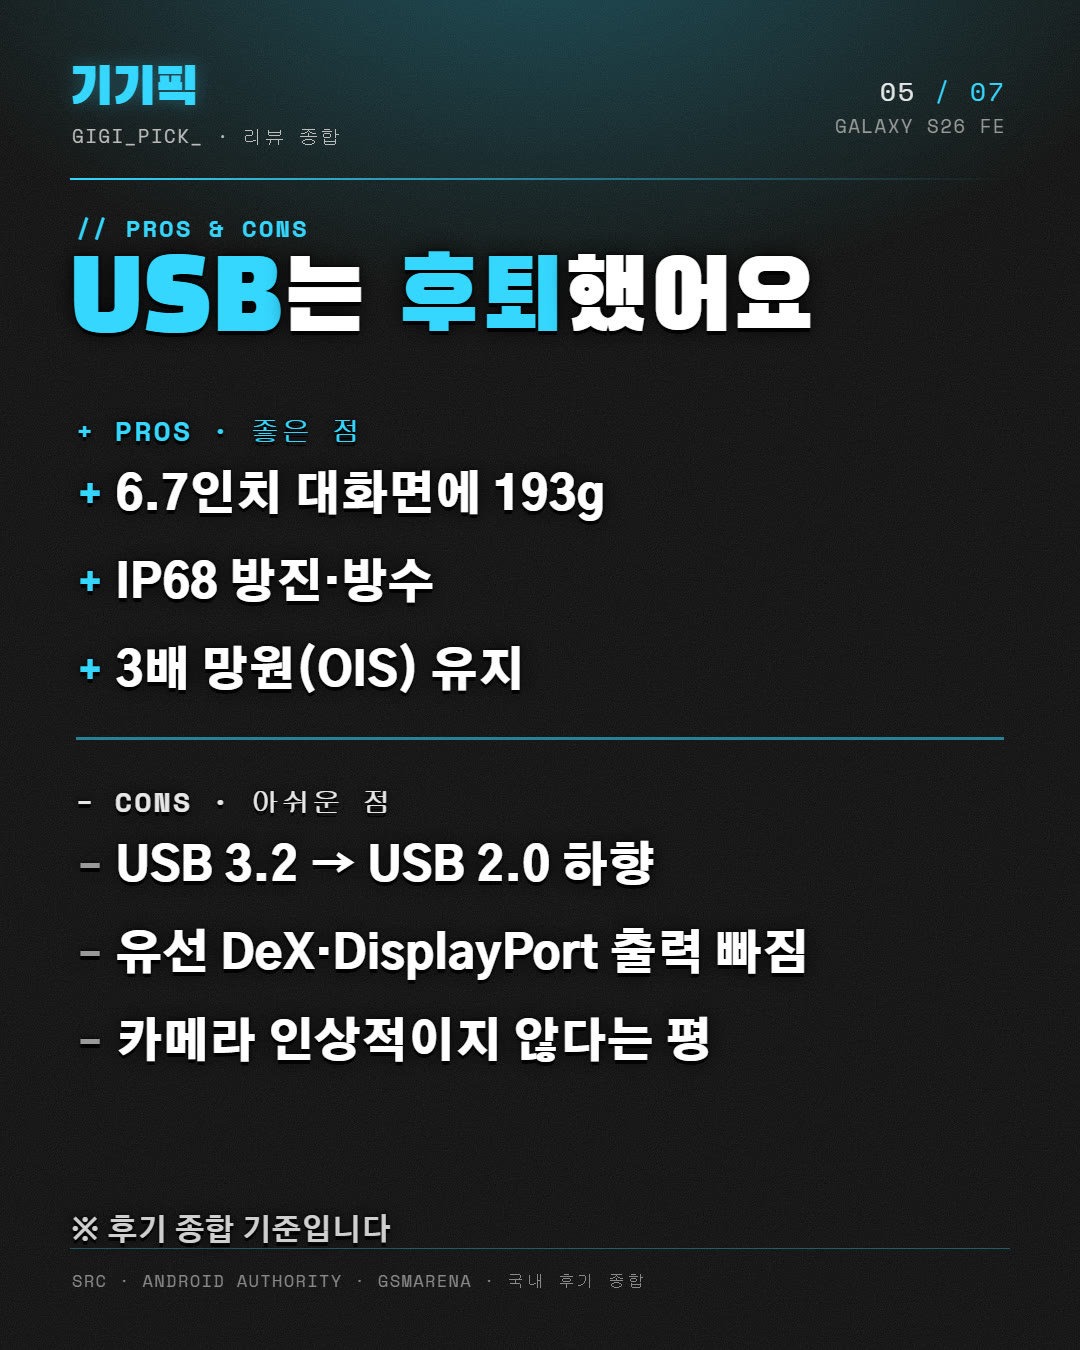 기기픽
GIGI_PICK_ · 리뷰 종합
05 / 07
GALAXY S26 FE
// PROS & CONS
USB는 후퇴했어요
+ PROS · 좋은 점
+ 6.7인치 대화면에 193g
+ IP68 방진·방수
+ 3배 망원(OIS) 유지
- CONS · 아쉬운 점
- USB 3.2 → USB 2.0 하향
- 유선 DeX·DisplayPort 출력 빠짐
- 카메라 인상적이지 않다는 평
※ 후기 종합 기준입니다
SRC · ANDROID AUTHORITY · GSMARENA · 국내 후기 종합